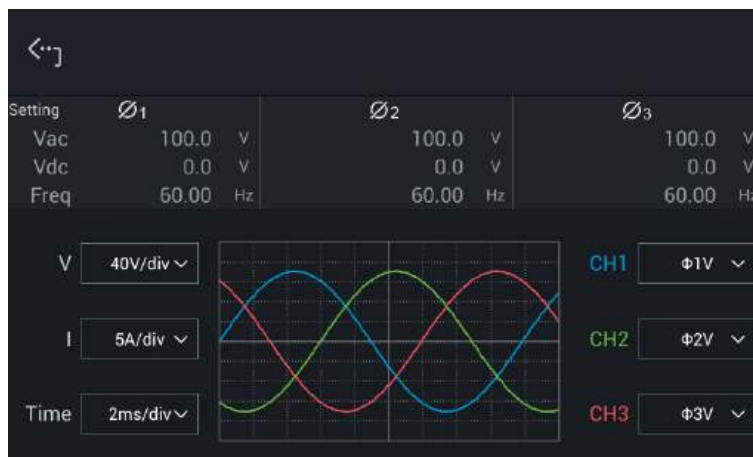 Setting Ø1 Ø2 Ø3
Vac 100.0 V 100.0 V 100.0 V
Vdc 0.0 V 0.0 V 0.0 V
Freq 60.00 Hz 60.00 Hz 60.00 Hz
V 40V/div CH1 Φ1V
I 5A/div CH2 Φ2V
Time 2ms/div CH3 Φ3V